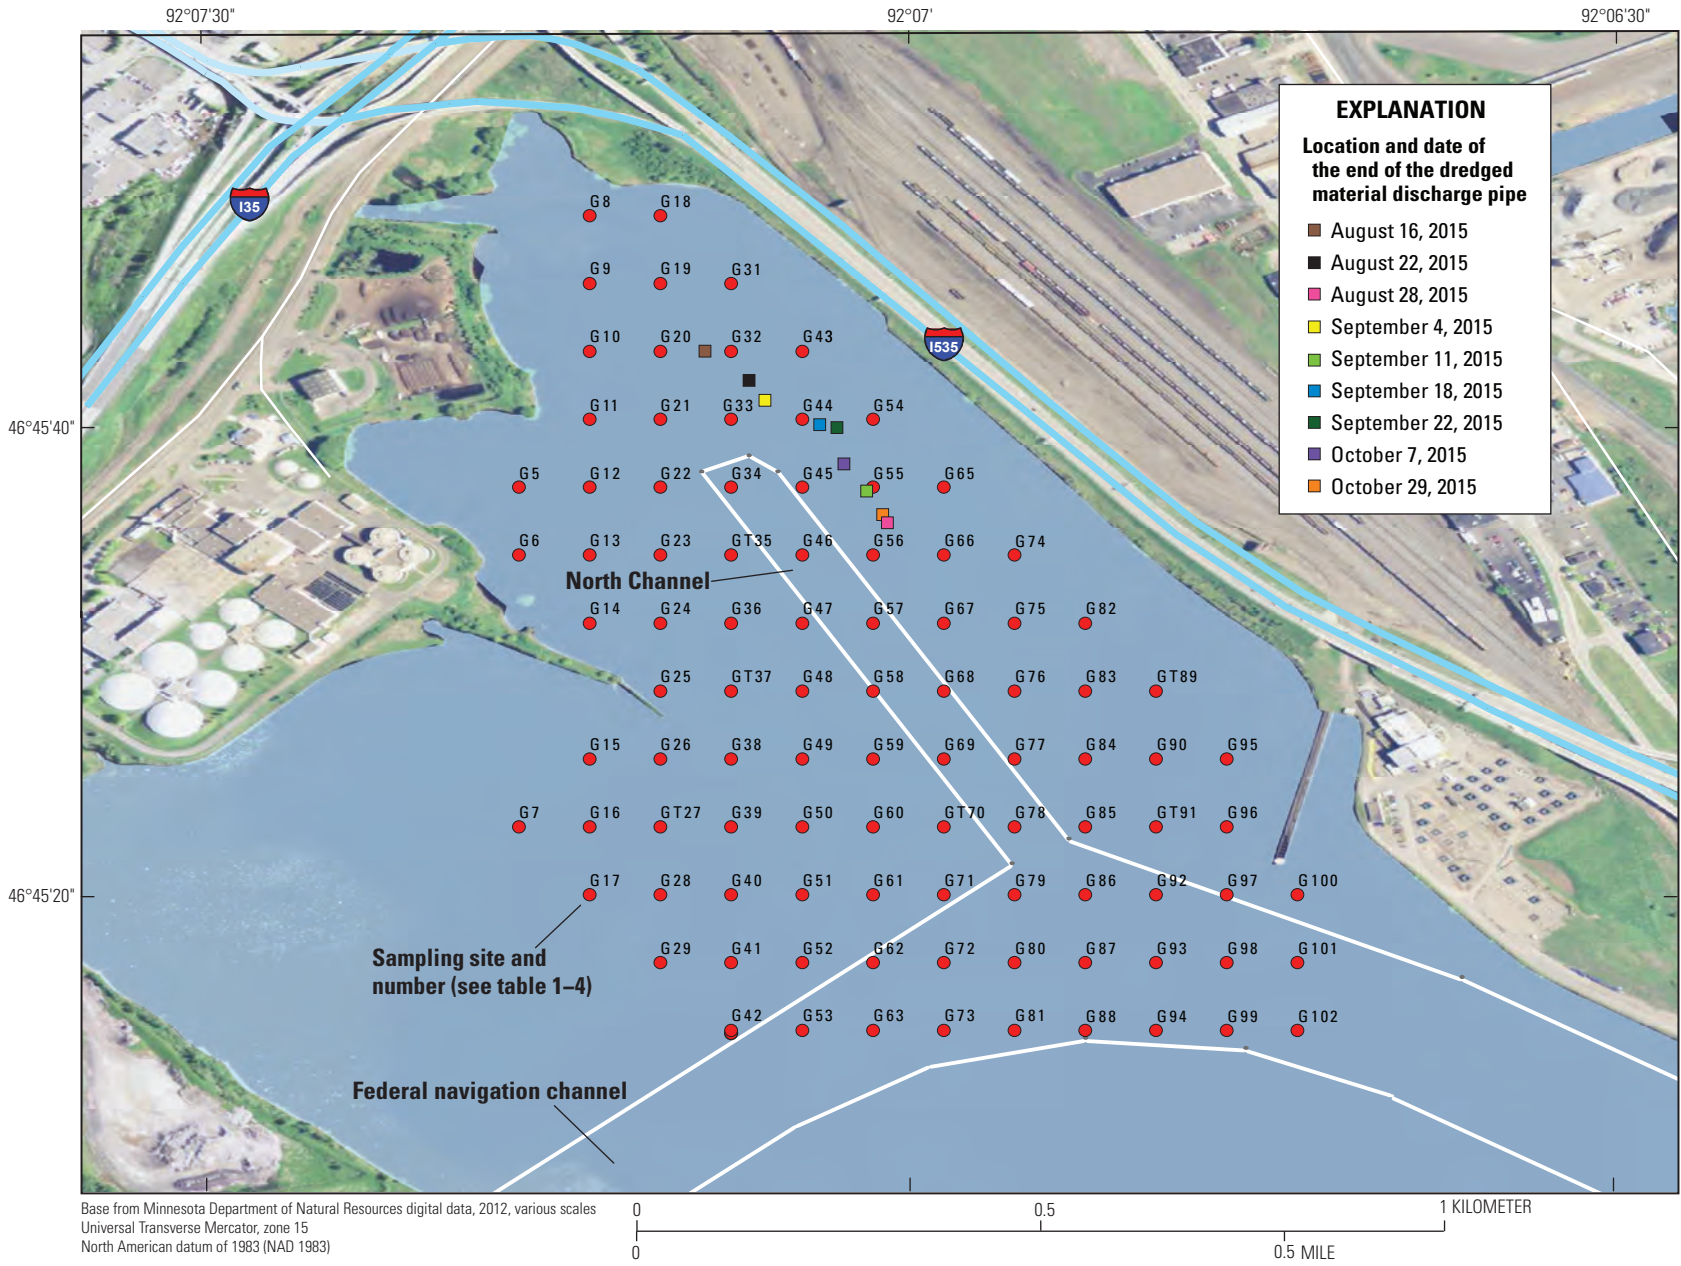 92°07'30"
92°07'
92°06'30"
EXPLANATION
Location and date of
the end of the dredged
material discharge pipe
August 16, 2015
August 22, 2015
August 28, 2015
September 4, 2015
September 11, 2015
September 18, 2015
September 22, 2015
October 7, 2015
October 29, 2015
I35
I535
G8 G18
G9 G19 G31
G10 G20 G32 G43
46°45'40"
G11 G21 G33 G44 G54
G5 G12 G22 G34 G45 G55 G65
G6 G13 G23 GT35 G46 G56 G66 G74
North Channel
G14 G24 G36 G47 G57 G67 G75 G82
G25 GT37 G48 G58 G68 G76 G83 GT89
G15 G26 G38 G49 G59 G69 G77 G84 G90 G95
G7 G16 GT27 G39 G50 G60 GT70 G78 G85 GT91 G96
46°45'20"
G17 G28 G40 G51 G61 G71 G79 G86 G92 G97 G100
Sampling site and
number (see table 1–4)
G29 G41 G52 G62 G72 G80 G87 G93 G98 G101
G42 G53 G63 G73 G81 G88 G94 G99 G102
Federal navigation channel
Base from Minnesota Department of Natural Resources digital data, 2012, various scales
Universal Transverse Mercator, zone 15
North American datum of 1983 (NAD 1983)
0 0.5 1 KILOMETER
0 0.5 MILE